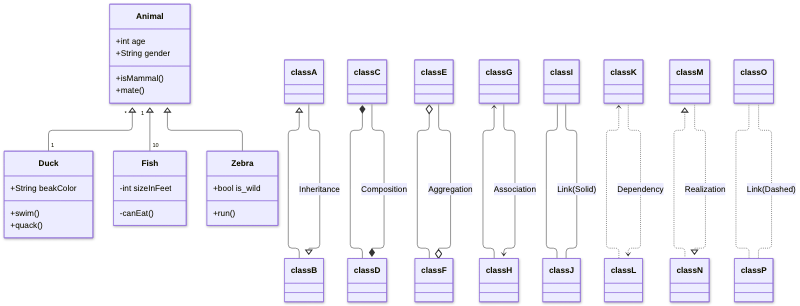 Animal
+int age
+String gender
+isMammal()
+mate()
* 1
1 10
Duck
+String beakColor
+swim()
+quack()
Fish
-int sizeInFeet
-canEat()
Zebra
+bool is_wild
+run()
classA classC classE classG classI classK classM classO
Inheritance Composition Aggregation Association Link(Solid) Dependency Realization Link(Dashed)
classB classD classF classH classJ classL classN classP